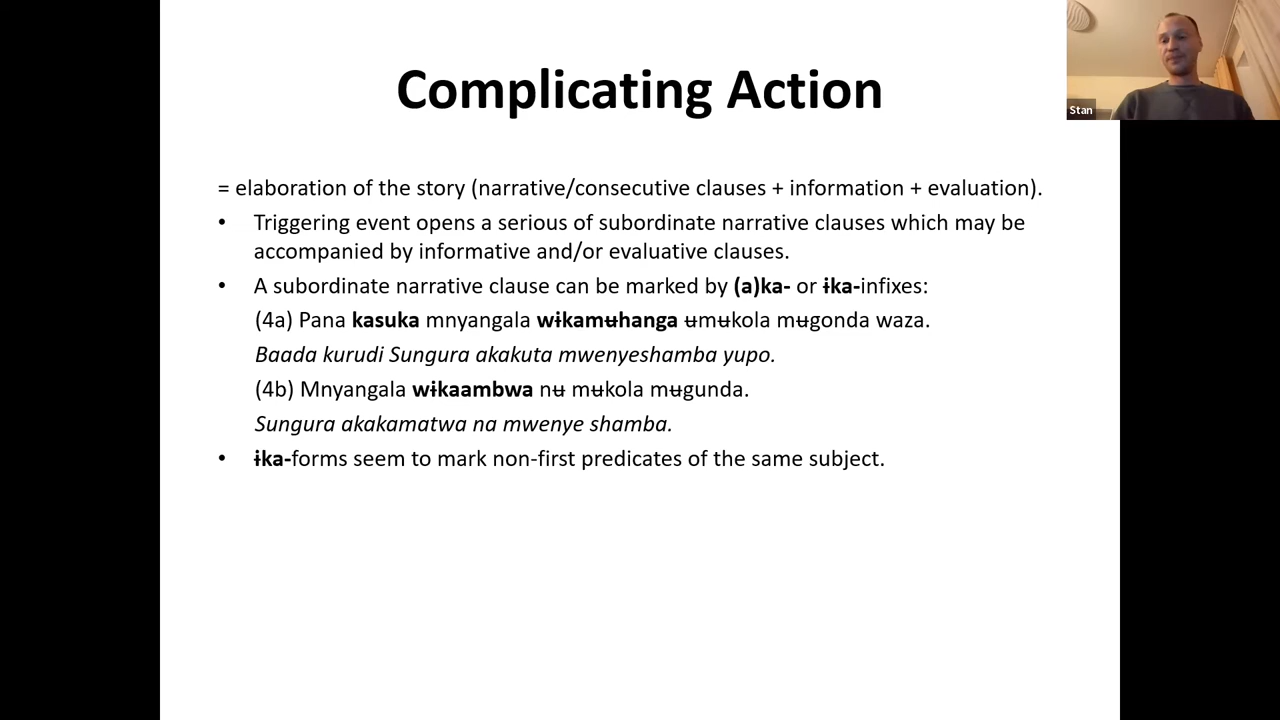 Complicating Action
Stan
= elaboration of the story (narrative/consecutive clauses + information + evaluation).
• Triggering event opens a serious of subordinate narrative clauses which may be
accompanied by informative and/or evaluative clauses.
• A subordinate narrative clause can be marked by (a)ka- or ɨka-infixes:
(4a) Pana kasuka mnyangala wɨkamʉhanga ʉmʉkola mʉgonda waza.
Baada kurudi Sungura akakuta mwenyeshamba yupo.
(4b) Mnyangala wɨkaambwa nʉ mʉkola mʉgunda.
Sungura akakamatwa na mwenye shamba.
• ɨka-forms seem to mark non-first predicates of the same subject.